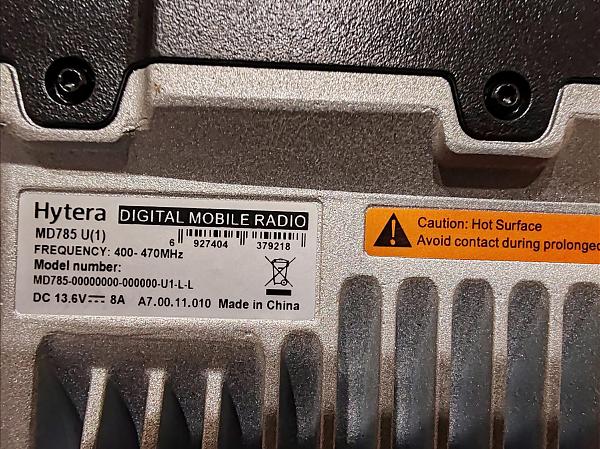 Hytera DIGITAL MOBILE RADIO
MD785 U(1)
6 927404 379218
FREQUENCY: 400- 470MHz
Model number:
MD785-00000000-000000-U1-L-L
DC 13.6V⎓ 8A A7.00.11.010 Made in China
Caution: Hot Surface
Avoid contact during prolonged